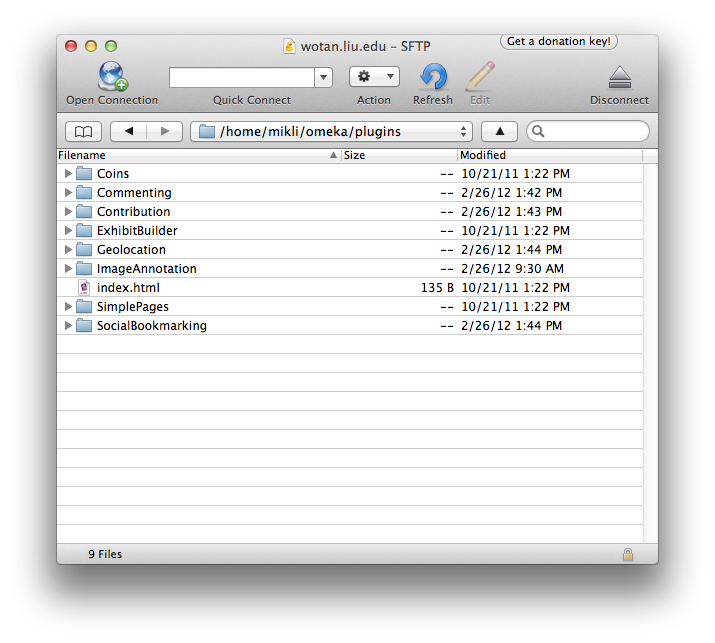 wotan.liu.edu – SFTP
Get a donation key!
Open Connection Quick Connect Action Refresh Edit Disconnect
/home/mikli/omeka/plugins
Filename Size Modified
Coins -- 10/21/11 1:22 PM
Commenting -- 2/26/12 1:42 PM
Contribution -- 2/26/12 1:43 PM
ExhibitBuilder -- 10/21/11 1:22 PM
Geolocation -- 2/26/12 1:44 PM
ImageAnnotation -- 2/26/12 9:30 AM
index.html 135 B 10/21/11 1:22 PM
SimplePages -- 10/21/11 1:22 PM
SocialBookmarking -- 2/26/12 1:44 PM
9 Files